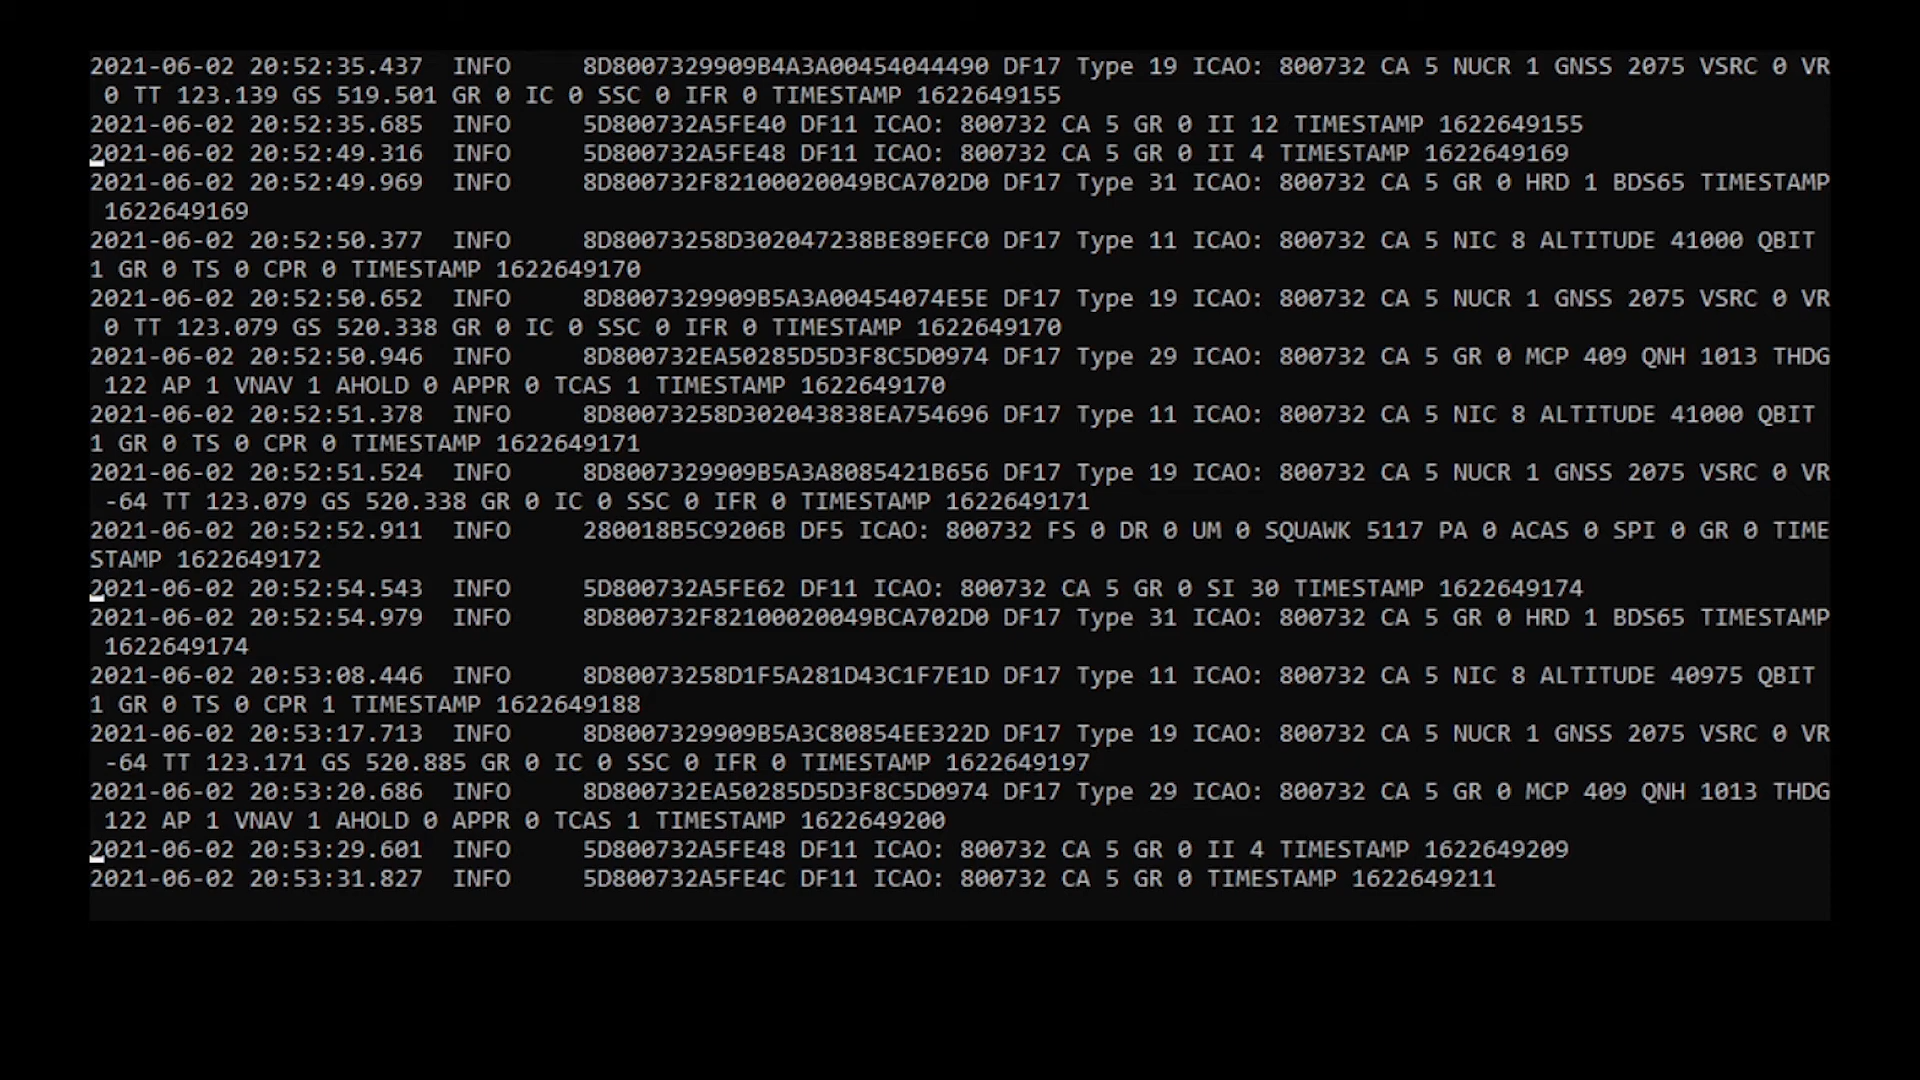 2021-06-02 20:52:35.437  INFO     8D8007329909B4A3A00454044490 DF17 Type 19 ICAO: 800732 CA 5 NUCR 1 GNSS 2075 VSRC 0 VR
 0 TT 123.139 GS 519.501 GR 0 IC 0 SSC 0 IFR 0 TIMESTAMP 1622649155
2021-06-02 20:52:35.685  INFO     5D800732A5FE40 DF11 ICAO: 800732 CA 5 GR 0 II 12 TIMESTAMP 1622649155
2021-06-02 20:52:49.316  INFO     5D800732A5FE48 DF11 ICAO: 800732 CA 5 GR 0 II 4 TIMESTAMP 1622649169
2021-06-02 20:52:49.969  INFO     8D800732F82100020049BCA702D0 DF17 Type 31 ICAO: 800732 CA 5 GR 0 HRD 1 BDS65 TIMESTAMP
 1622649169
2021-06-02 20:52:50.377  INFO     8D80073258D302047238BE89EFC0 DF17 Type 11 ICAO: 800732 CA 5 NIC 8 ALTITUDE 41000 QBIT
1 GR 0 TS 0 CPR 0 TIMESTAMP 1622649170
2021-06-02 20:52:50.652  INFO     8D8007329909B5A3A00454074E5E DF17 Type 19 ICAO: 800732 CA 5 NUCR 1 GNSS 2075 VSRC 0 VR
 0 TT 123.079 GS 520.338 GR 0 IC 0 SSC 0 IFR 0 TIMESTAMP 1622649170
2021-06-02 20:52:50.946  INFO     8D800732EA50285D5D3F8C5D0974 DF17 Type 29 ICAO: 800732 CA 5 GR 0 MCP 409 QNH 1013 THDG
 122 AP 1 VNAV 1 AHOLD 0 APPR 0 TCAS 1 TIMESTAMP 1622649170
2021-06-02 20:52:51.378  INFO     8D80073258D302043838EA754696 DF17 Type 11 ICAO: 800732 CA 5 NIC 8 ALTITUDE 41000 QBIT
1 GR 0 TS 0 CPR 0 TIMESTAMP 1622649171
2021-06-02 20:52:51.524  INFO     8D8007329909B5A3A8085421B656 DF17 Type 19 ICAO: 800732 CA 5 NUCR 1 GNSS 2075 VSRC 0 VR
 -64 TT 123.079 GS 520.338 GR 0 IC 0 SSC 0 IFR 0 TIMESTAMP 1622649171
2021-06-02 20:52:52.911  INFO     280018B5C9206B DF5 ICAO: 800732 FS 0 DR 0 UM 0 SQUAWK 5117 PA 0 ACAS 0 SPI 0 GR 0 TIME
STAMP 1622649172
2021-06-02 20:52:54.543  INFO     5D800732A5FE62 DF11 ICAO: 800732 CA 5 GR 0 SI 30 TIMESTAMP 1622649174
2021-06-02 20:52:54.979  INFO     8D800732F82100020049BCA702D0 DF17 Type 31 ICAO: 800732 CA 5 GR 0 HRD 1 BDS65 TIMESTAMP
 1622649174
2021-06-02 20:53:08.446  INFO     8D80073258D1F5A281D43C1F7E1D DF17 Type 11 ICAO: 800732 CA 5 NIC 8 ALTITUDE 40975 QBIT
1 GR 0 TS 0 CPR 1 TIMESTAMP 1622649188
2021-06-02 20:53:17.713  INFO     8D8007329909B5A3C80854EE322D DF17 Type 19 ICAO: 800732 CA 5 NUCR 1 GNSS 2075 VSRC 0 VR
 -64 TT 123.171 GS 520.885 GR 0 IC 0 SSC 0 IFR 0 TIMESTAMP 1622649197
2021-06-02 20:53:20.686  INFO     8D800732EA50285D5D3F8C5D0974 DF17 Type 29 ICAO: 800732 CA 5 GR 0 MCP 409 QNH 1013 THDG
 122 AP 1 VNAV 1 AHOLD 0 APPR 0 TCAS 1 TIMESTAMP 1622649200
2021-06-02 20:53:29.601  INFO     5D800732A5FE48 DF11 ICAO: 800732 CA 5 GR 0 II 4 TIMESTAMP 1622649209
2021-06-02 20:53:31.827  INFO     5D800732A5FE4C DF11 ICAO: 800732 CA 5 GR 0 TIMESTAMP 1622649211